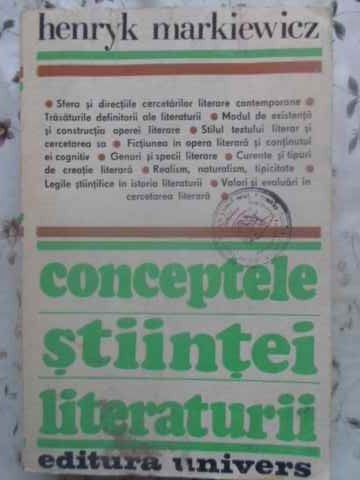 henryk markiewicz
● Sfera și direcțiile cercetărilor literare contemporane ●
Trăsăturile definitorii ale literaturii ● Modul de existență
și construcția operei literare ● Stilul textului literar și
cercetarea sa ● Ficțiunea în opera literară și conținutul
ei cognitiv ● Genuri și specii literare ● Curente și tipuri
de creație literară ● Realism, naturalism, tipicitate ●
Legile științifice în istoria literaturii ● Valori și evaluări în
cercetarea literară ●
conceptele
științei
literaturii
editura univers